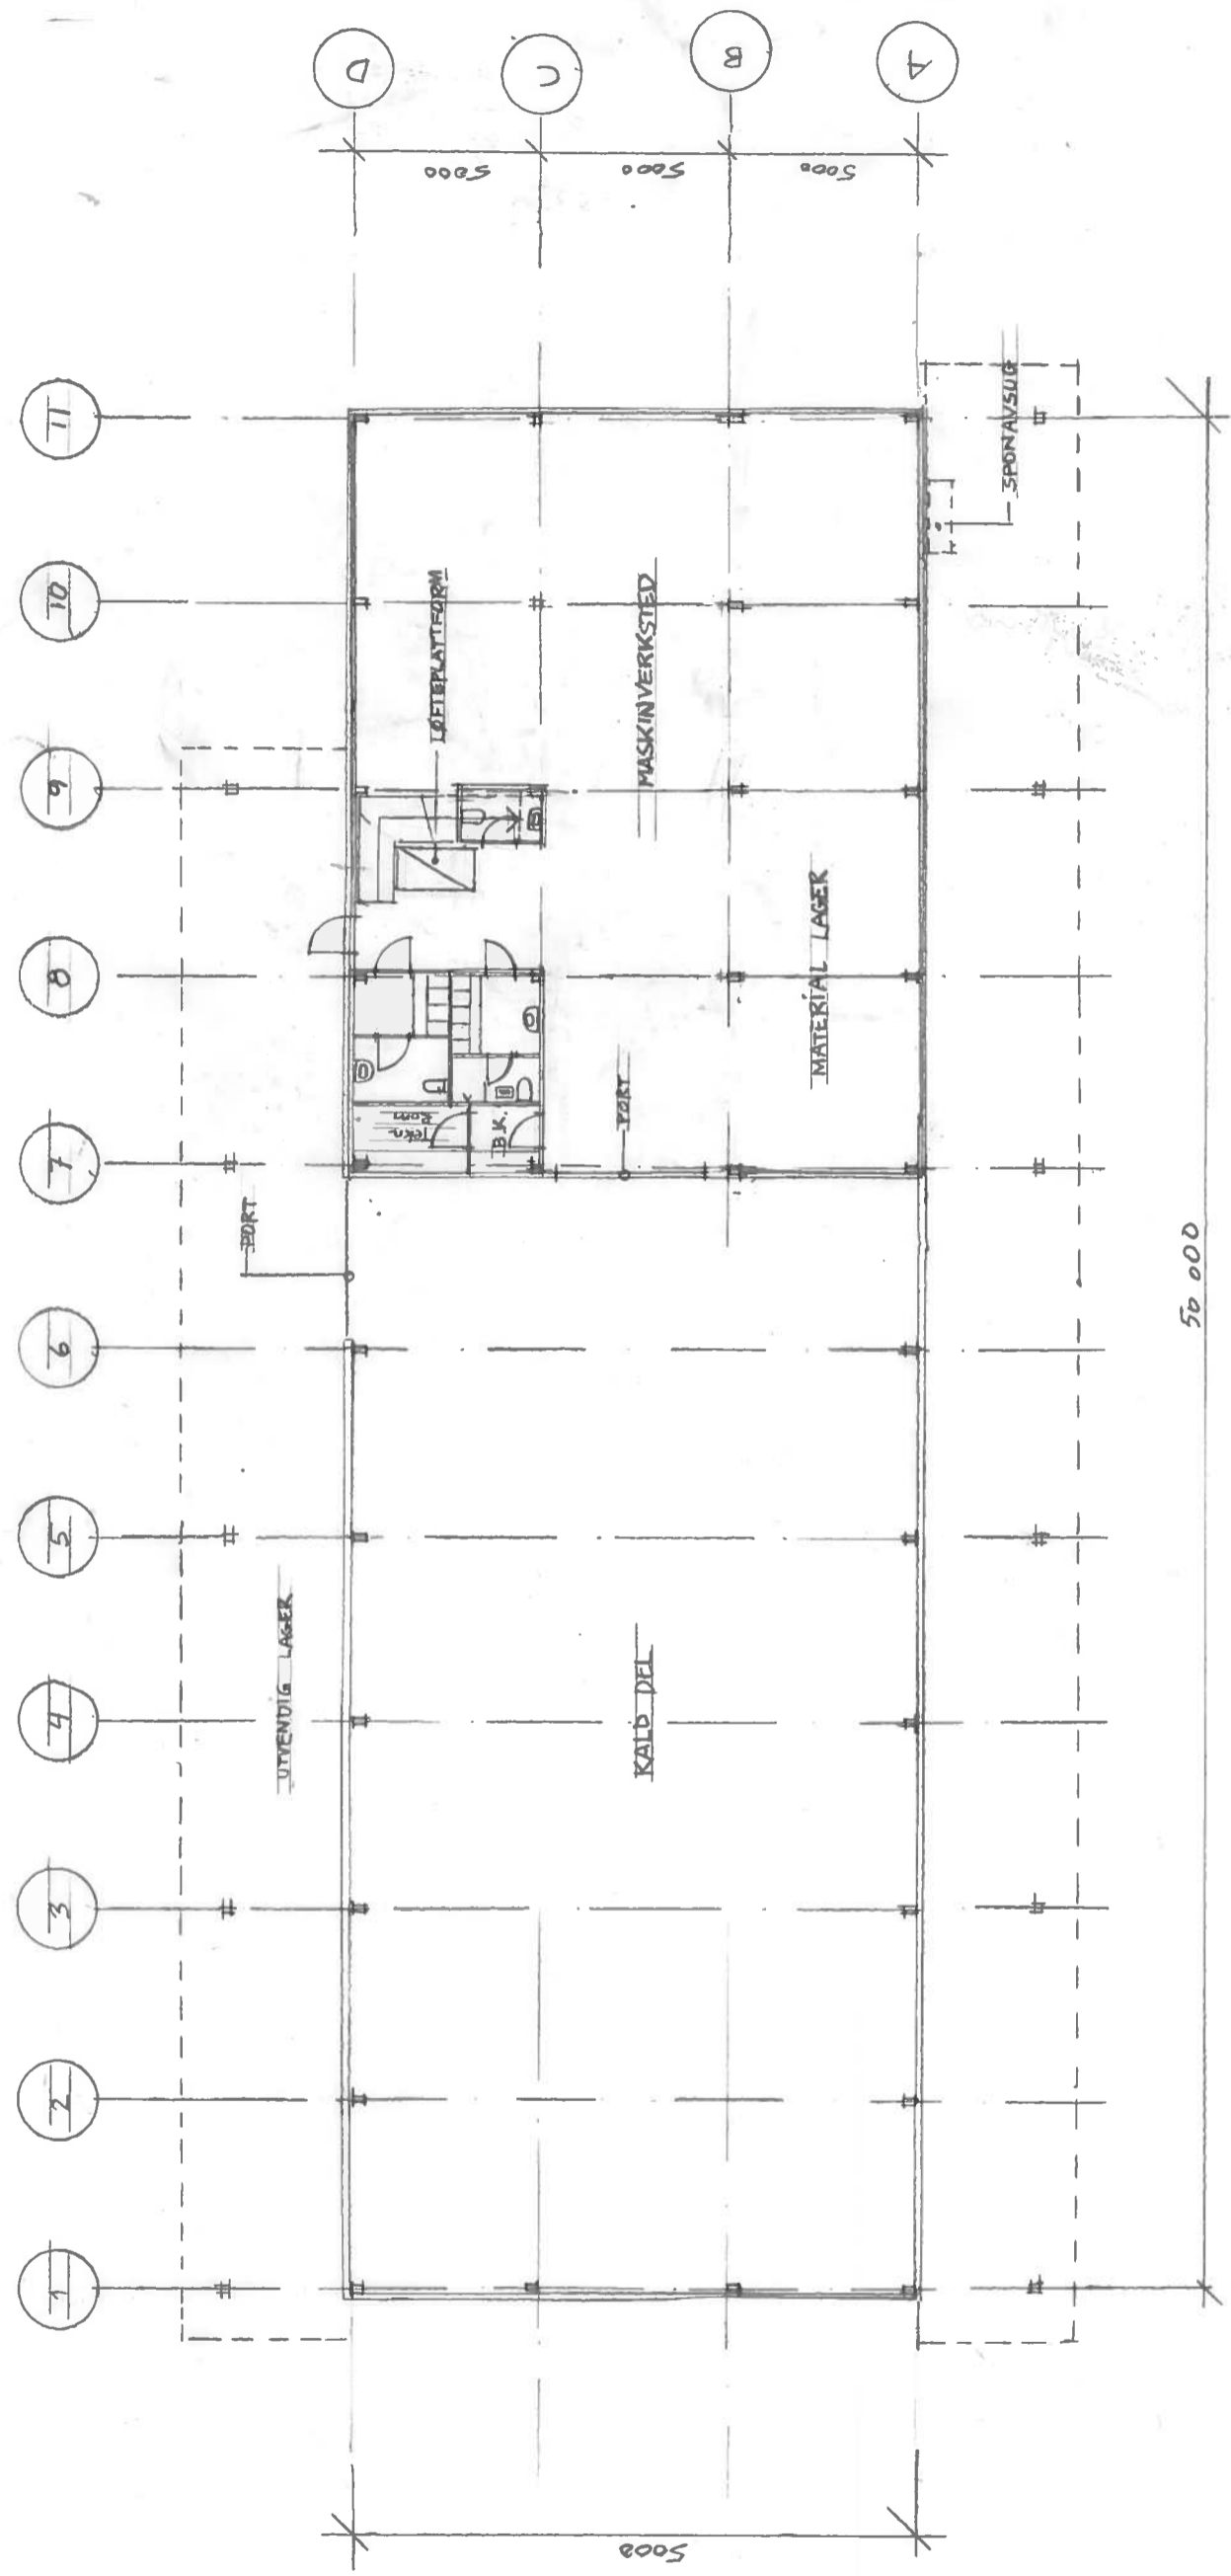 D
C
B
A
5000
5000
5000
11
10
9
8
7
6
5
4
3
2
1
LØFTEPLATTFORM
MASKINVERKSTED
MATERIAL LAGER
SPONAVSUG
Tekn.
Rom
B.K.
PORT
PORT
UTVENDIG LAGER
KALD DEL
50 000
5000